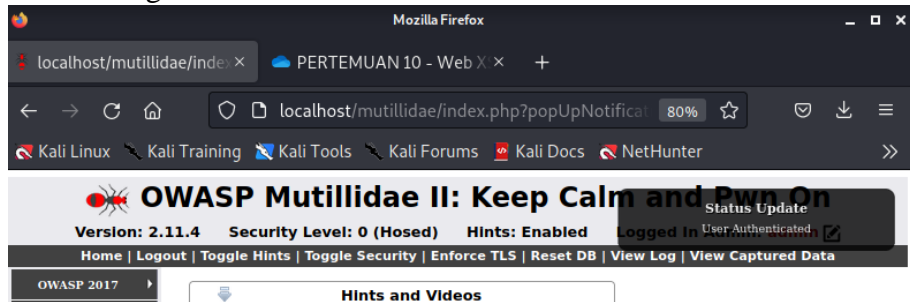 Mozilla Firefox
localhost/mutillidae/inde
PERTEMUAN 10 - Web X
localhost/mutillidae/index.php?popUpNotificat
80%
Kali Linux Kali Training Kali Tools Kali Forums Kali Docs NetHunter
OWASP Mutillidae II: Keep Calm and Pwn On
Status Update
User Authenticated
Version: 2.11.4 Security Level: 0 (Hosed) Hints: Enabled Logged In Admin: admin
Home | Logout | Toggle Hints | Toggle Security | Enforce TLS | Reset DB | View Log | View Captured Data
OWASP 2017
Hints and Videos